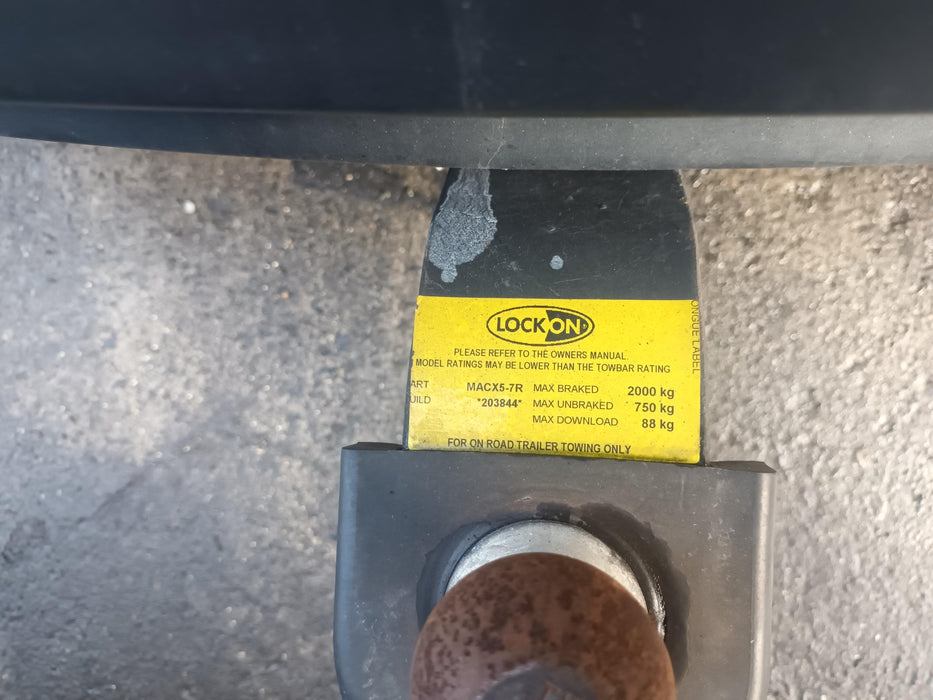 LOCKON
PLEASE REFER TO THE OWNERS MANUAL.
MODEL RATINGS MAY BE LOWER THAN THE TOWBAR RATING
ART MACX5-7R MAX BRAKED 2000 kg
UILD *203844* MAX UNBRAKED 750 kg
MAX DOWNLOAD 88 kg
FOR ON ROAD TRAILER TOWING ONLY
ONGUE LABEL